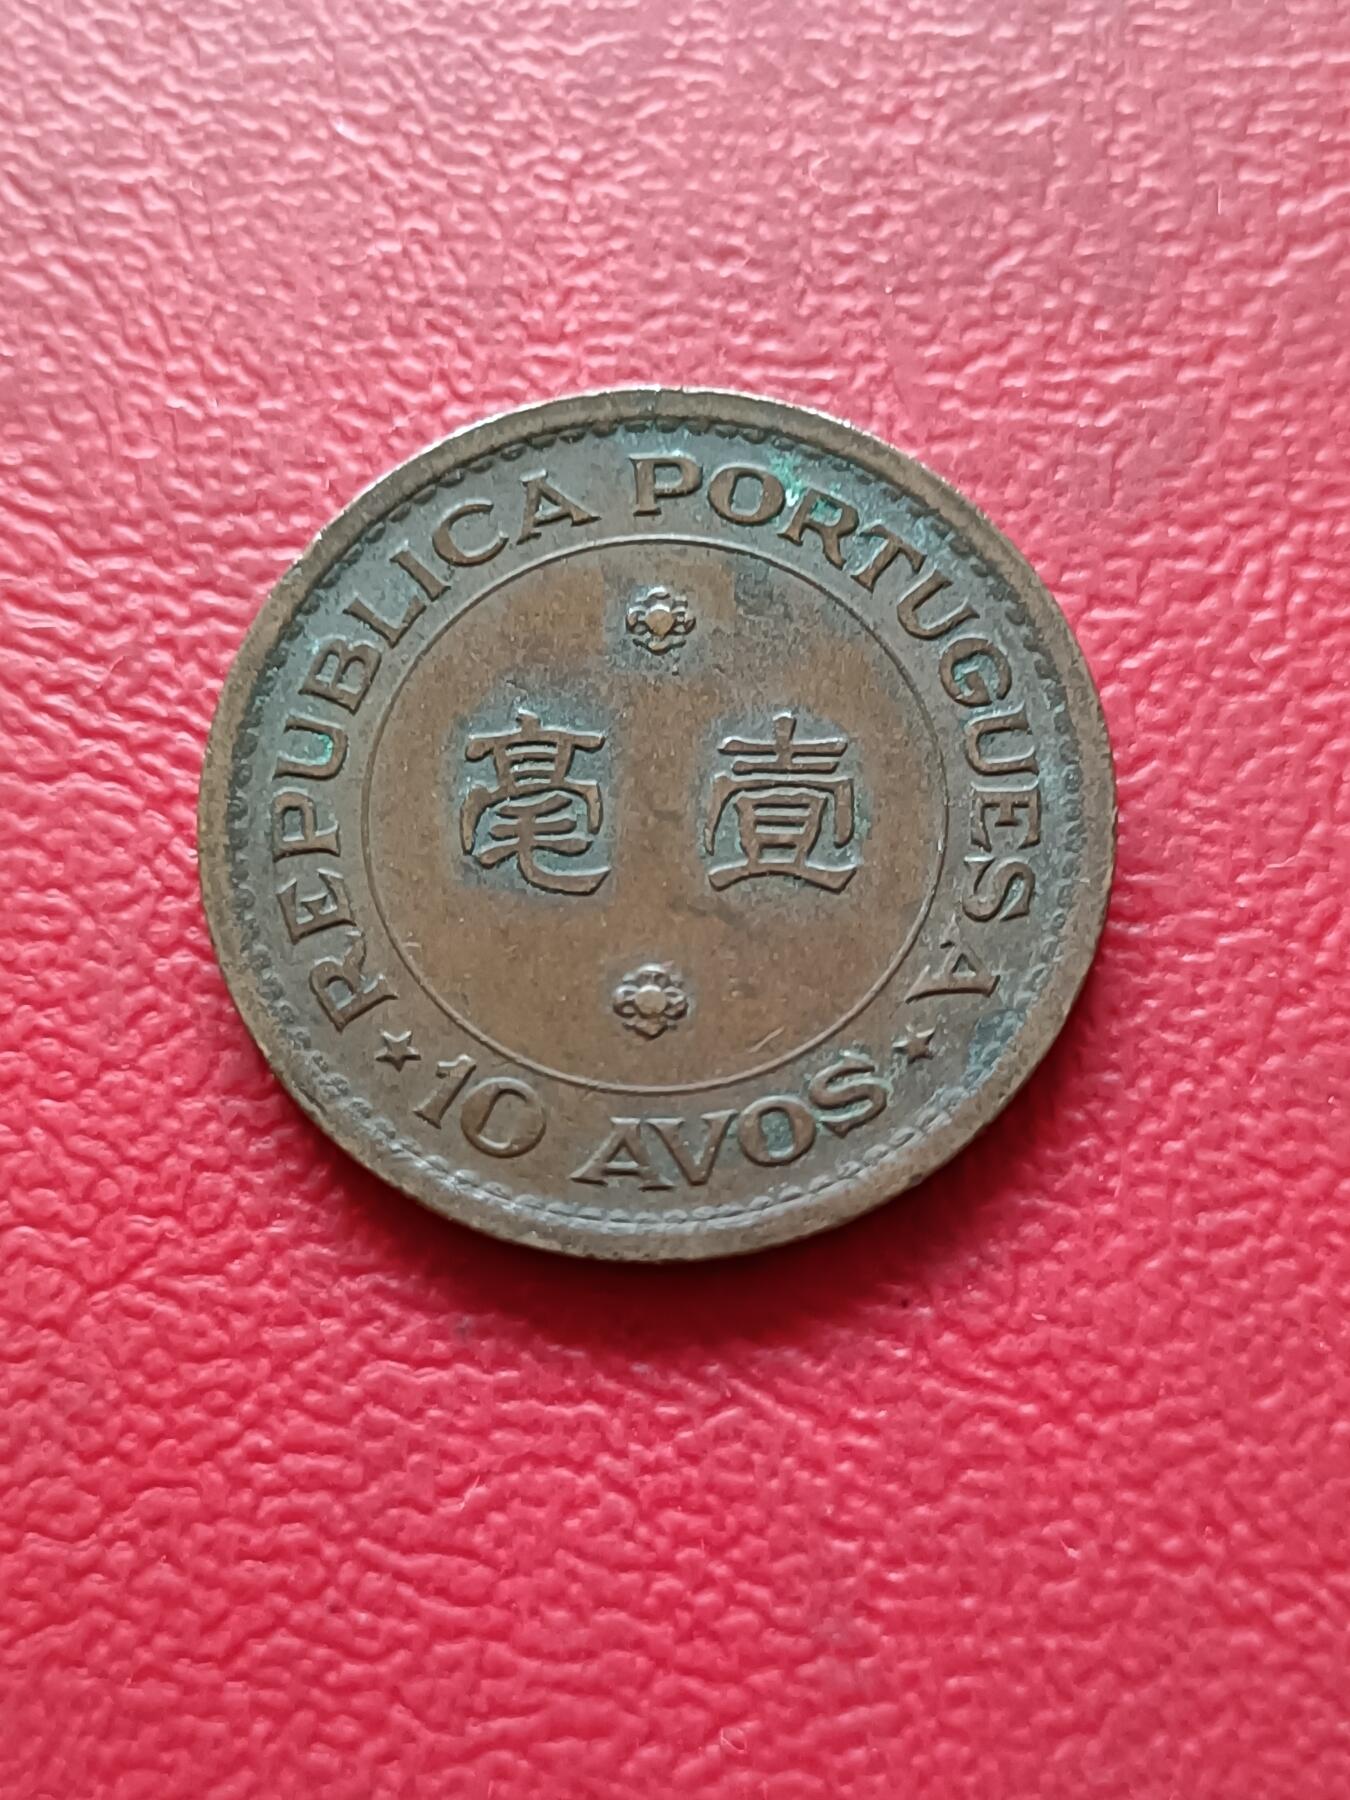 REPUBLICA PORTUGUESA
毫 壹
★ 10 AVOS ★